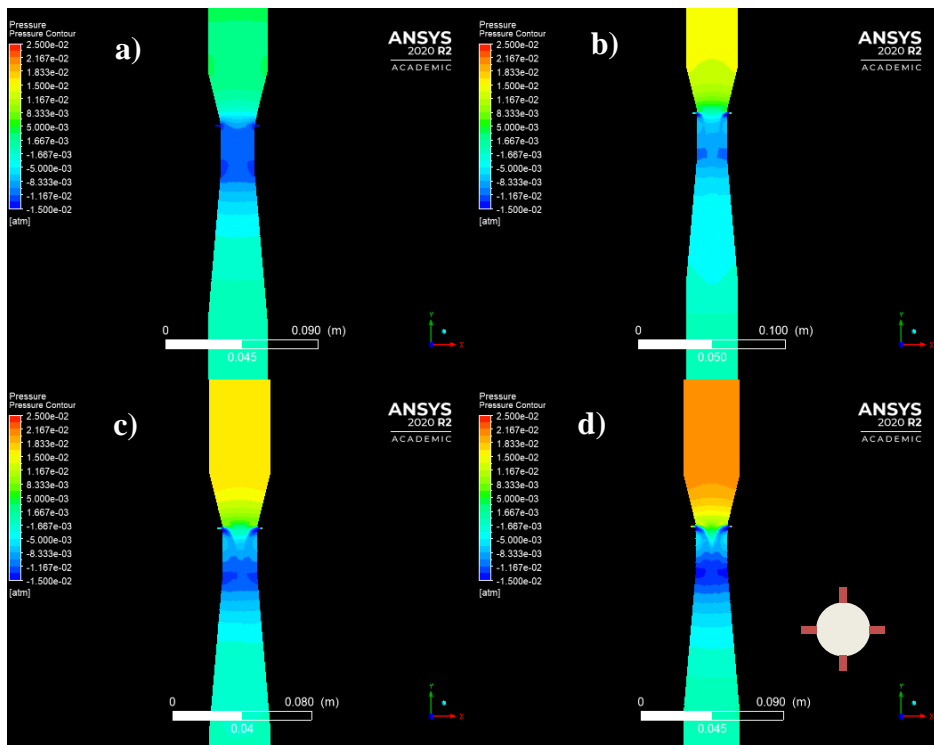 a)
Pressure
Pressure Contour
2.500e-02
2.167e-02
1.833e-02
1.500e-02
1.167e-02
8.333e-03
5.000e-03
1.667e-03
-1.667e-03
-5.000e-03
-8.333e-03
-1.167e-02
-1.500e-02
[atm]
ANSYS
2020 R2
ACADEMIC
0 0.090 (m)
0.045
Y
X
b)
Pressure
Pressure Contour
2.500e-02
2.167e-02
1.833e-02
1.500e-02
1.167e-02
8.333e-03
5.000e-03
1.667e-03
-1.667e-03
-5.000e-03
-8.333e-03
-1.167e-02
-1.500e-02
[atm]
ANSYS
2020 R2
ACADEMIC
0 0.100 (m)
0.050
Y
X
c)
Pressure
Pressure Contour
2.500e-02
2.167e-02
1.833e-02
1.500e-02
1.167e-02
8.333e-03
5.000e-03
1.667e-03
-1.667e-03
-5.000e-03
-8.333e-03
-1.167e-02
-1.500e-02
[atm]
ANSYS
2020 R2
ACADEMIC
0 0.080 (m)
0.04
Y
X
d)
Pressure
Pressure Contour
2.500e-02
2.167e-02
1.833e-02
1.500e-02
1.167e-02
8.333e-03
5.000e-03
1.667e-03
-1.667e-03
-5.000e-03
-8.333e-03
-1.167e-02
-1.500e-02
[atm]
ANSYS
2020 R2
ACADEMIC
0 0.090 (m)
0.045
Y
X